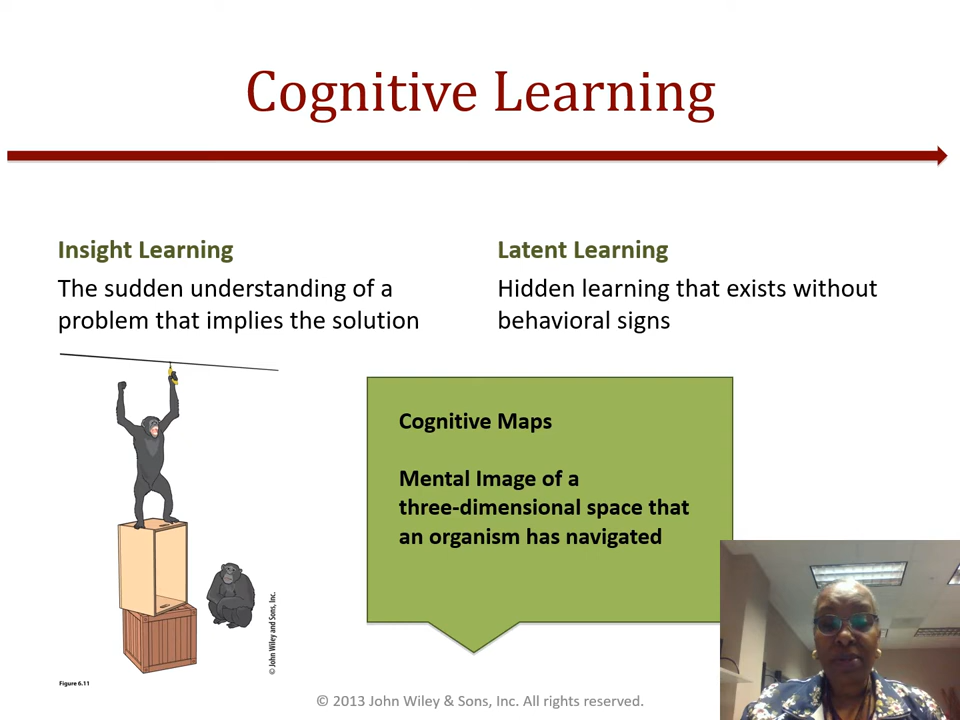 Cognitive Learning
Insight Learning
The sudden understanding of a
problem that implies the solution
Latent Learning
Hidden learning that exists without
behavioral signs
Cognitive Maps
Mental Image of a
three-dimensional space that
an organism has navigated
© John Wiley and Sons, Inc.
Figure 6.11
© 2013 John Wiley & Sons, Inc. All rights reserved.